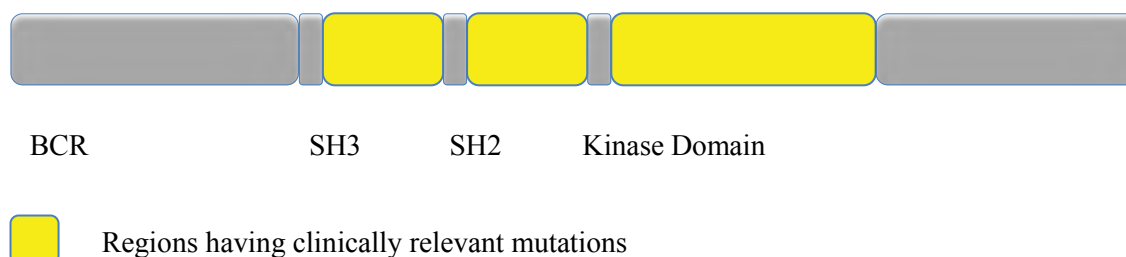 BCR SH3 SH2 Kinase Domain
Regions having clinically relevant mutations